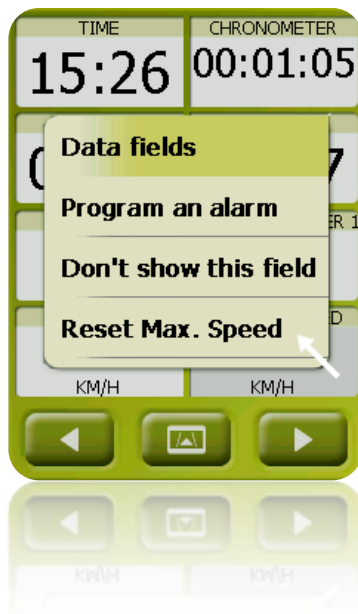 TIME CHRONOMETER
15:26 00:01:05
Data fields
Program an alarm
Don't show this field
Reset Max. Speed
KM/H KM/H